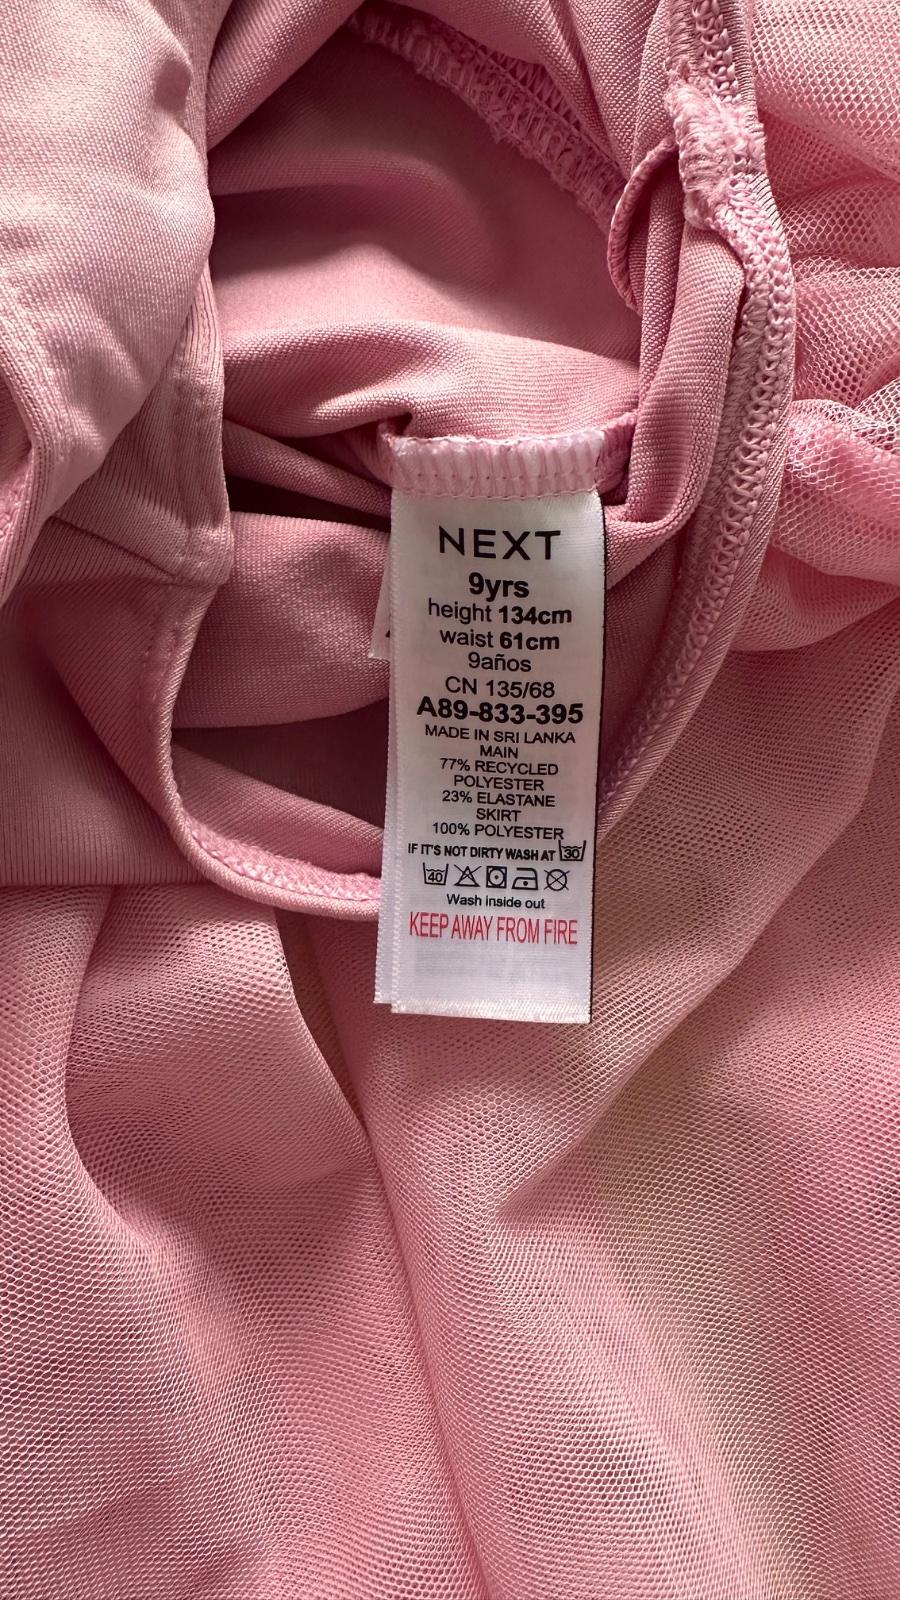 NEXT
9yrs
height 134cm
waist 61cm
9años
CN 135/68
A89-833-395
MADE IN SRI LANKA
MAIN
77% RECYCLED
POLYESTER
23% ELASTANE
SKIRT
100% POLYESTER
IF IT'S NOT DIRTY WASH AT 30
40
Wash inside out
KEEP AWAY FROM FIRE